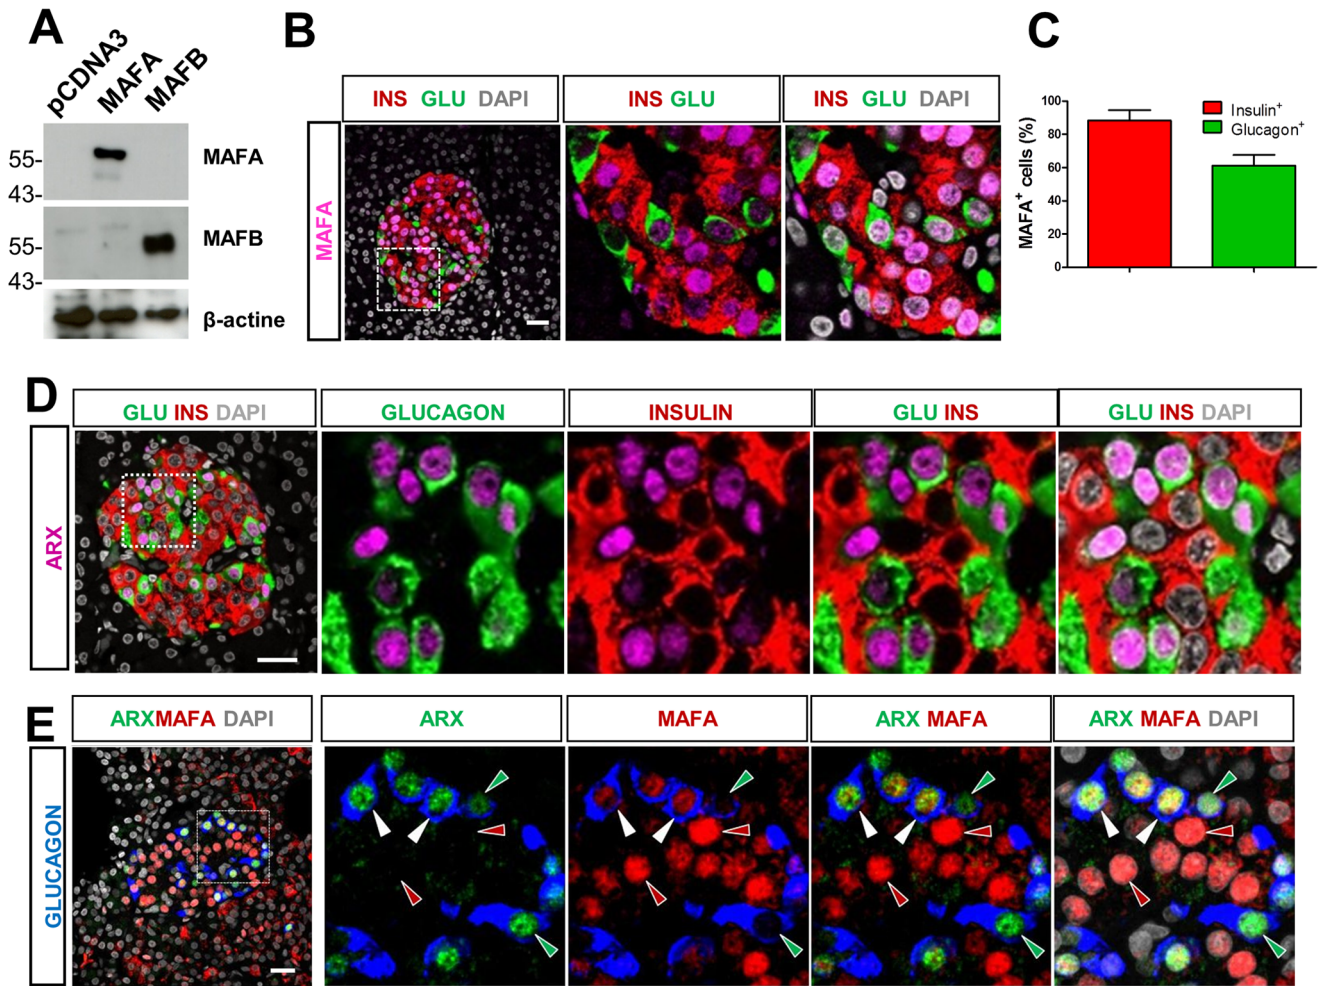 A
pCDNA3
MAFA
MAFB
55-
43-
MAFA
55-
43-
MAFB
β-actine
B
INS GLU DAPI
INS GLU
INS GLU DAPI
MAFA
C
MAFA+ cells (%)
100
80
60
40
20
0
Insulin+
Glucagon+
D
GLU INS DAPI
GLUCAGON
INSULIN
GLU INS
GLU INS DAPI
ARX
E
ARXMAFA DAPI
ARX
MAFA
ARX MAFA
ARX MAFA DAPI
GLUCAGON